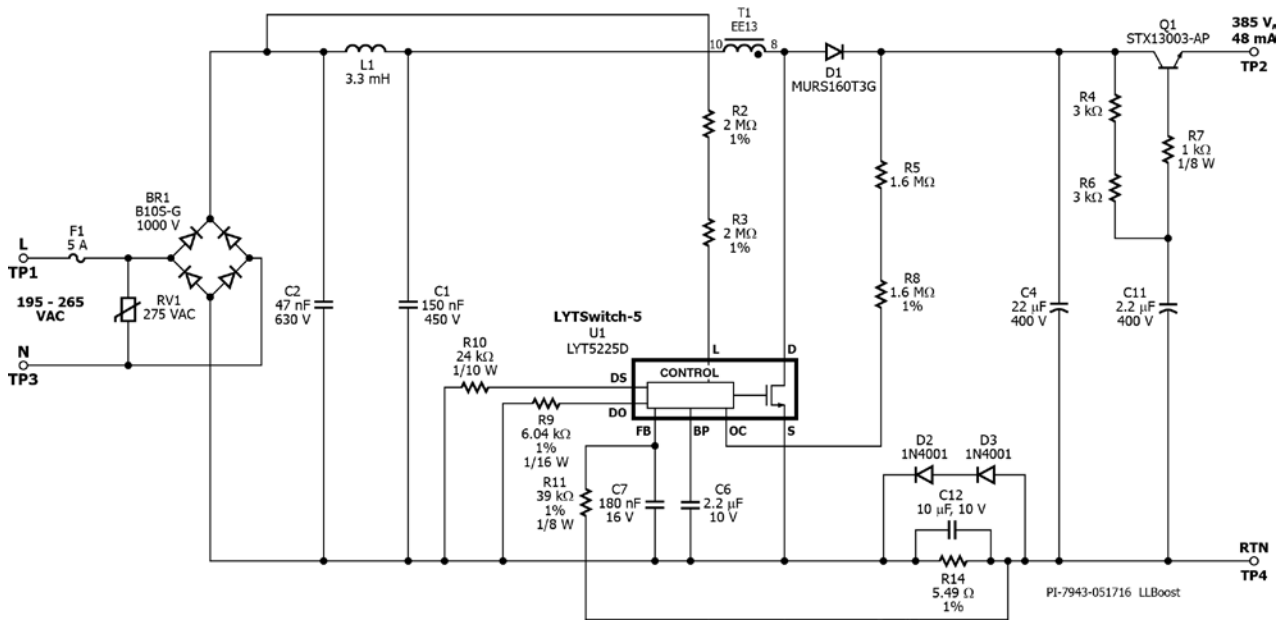 T1
EE13
10
8
L1
3.3 mH
D1
MURS160T3G
Q1
STX13003-AP
385 V,
48 mA
TP2
R2
2 MΩ
1%
R4
3 kΩ
R7
1 kΩ
1/8 W
R5
1.6 MΩ
R6
3 kΩ
BR1
B10S-G
1000 V
F1
5 A
L
TP1
R3
2 MΩ
1%
195 - 265
VAC
RV1
275 VAC
C2
47 nF
630 V
C1
150 nF
450 V
R8
1.6 MΩ
1%
C4
22 µF
400 V
C11
2.2 µF
400 V
LYTSwitch-5
U1
LYT5225D
N
TP3
R10
24 kΩ
1/10 W
L
D
CONTROL
DS
DO
FB
BP
OC
S
R9
6.04 kΩ
1%
1/16 W
R11
39 kΩ
1%
1/8 W
C7
180 nF
16 V
C6
2.2 µF
10 V
D2
1N4001
D3
1N4001
C12
10 µF, 10 V
R14
5.49 Ω
1%
RTN
TP4
PI-7943-051716 LLBoost